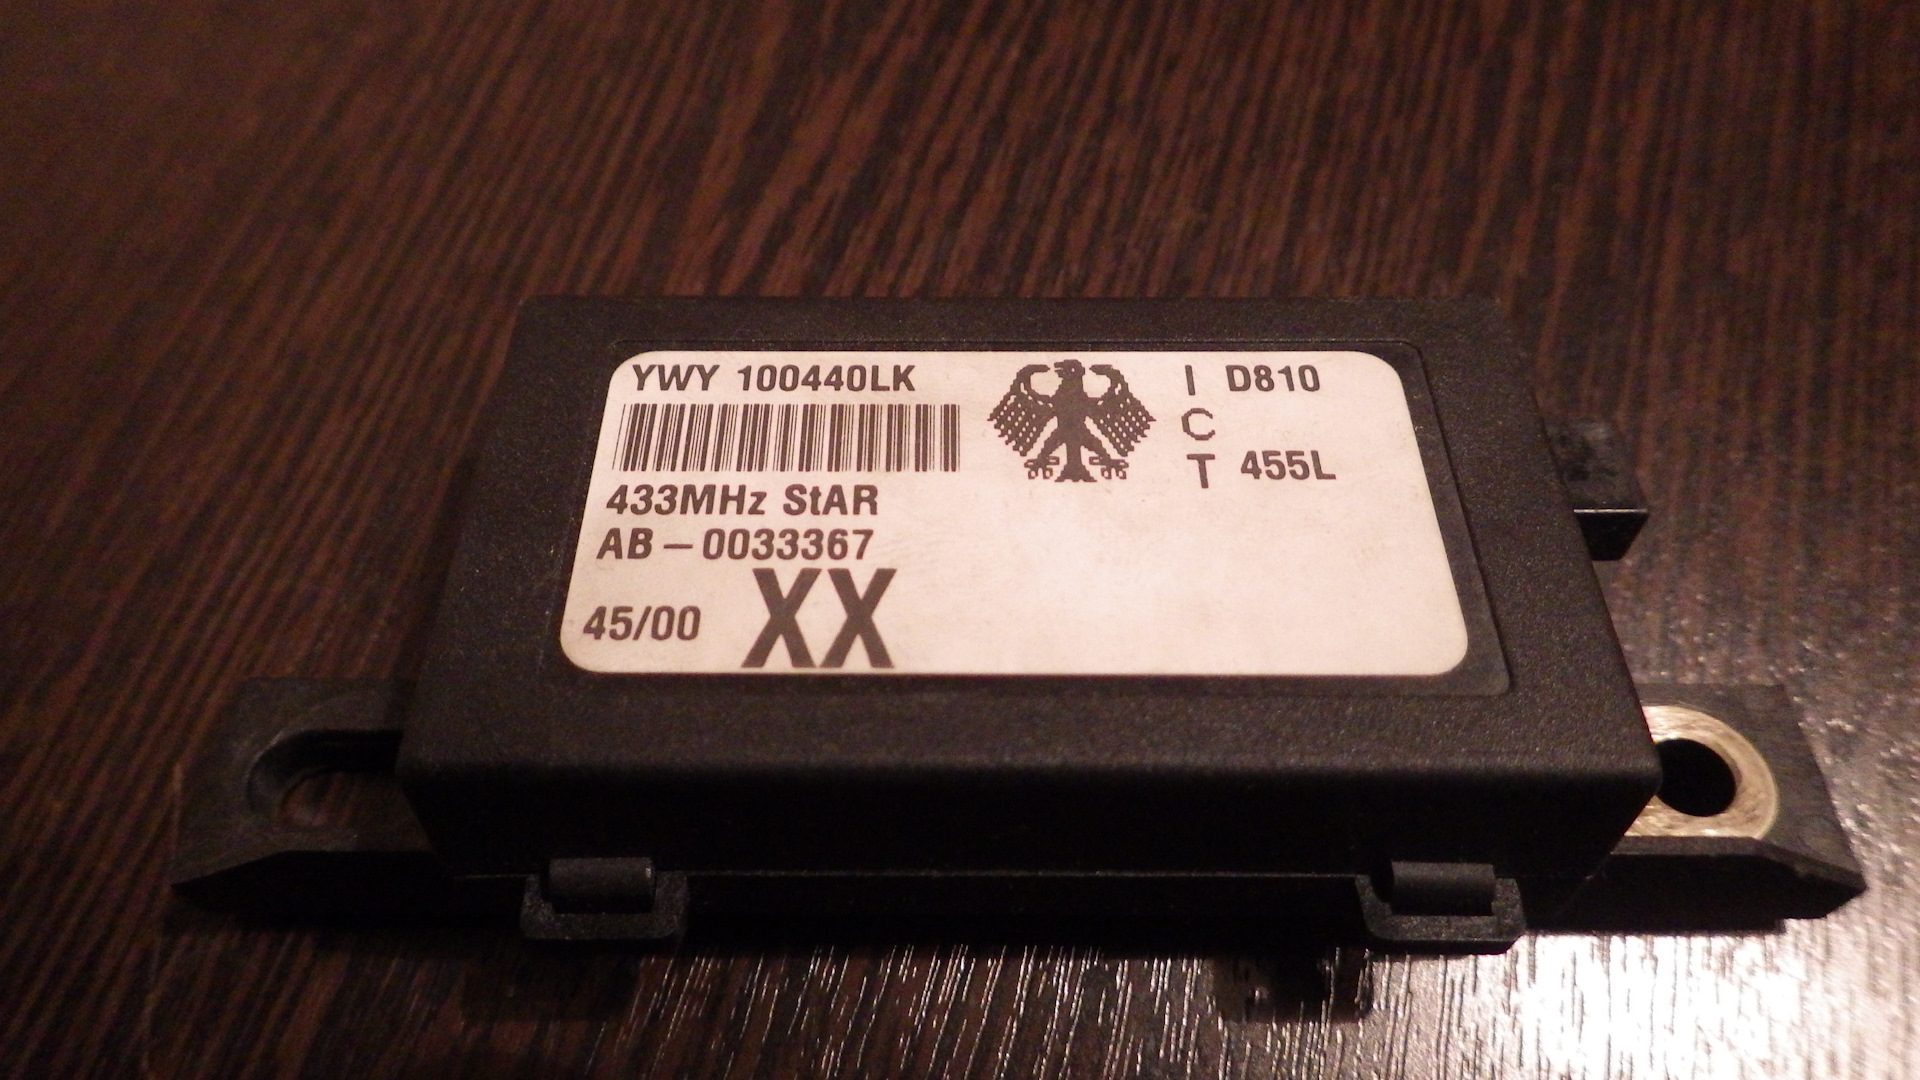 YWY 100440LK
433MHz StAR
AB – 0033367
45/00 XX
I D810
C
T 455L